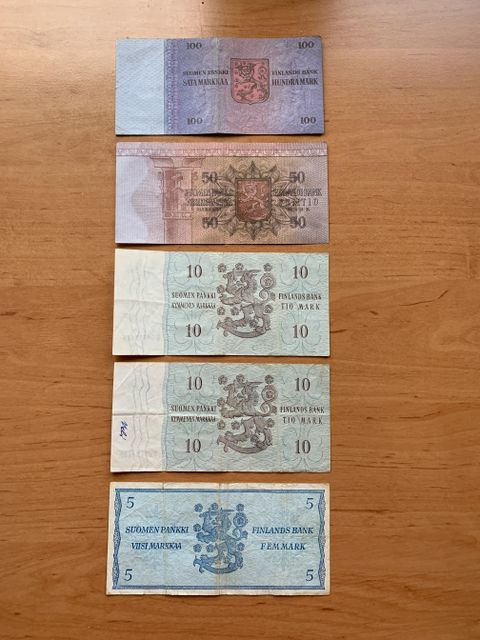 100 100
SUOMEN PANKKI FINLANDS BANK
SATA MARKKAA HUNDRA MARK
100 100
50 50
50 50
10 10
SUOMEN PANKKI FINLANDS BANK
KYMMENEN MARKKAA TIO MARK
10 10
10 10
SUOMEN PANKKI FINLANDS BANK
KYMMENEN MARKKAA TIO MARK
10 10
5 5
SUOMEN PANKKI FINLANDS BANK
VIISI MARKKAA FEM MARK
5 5